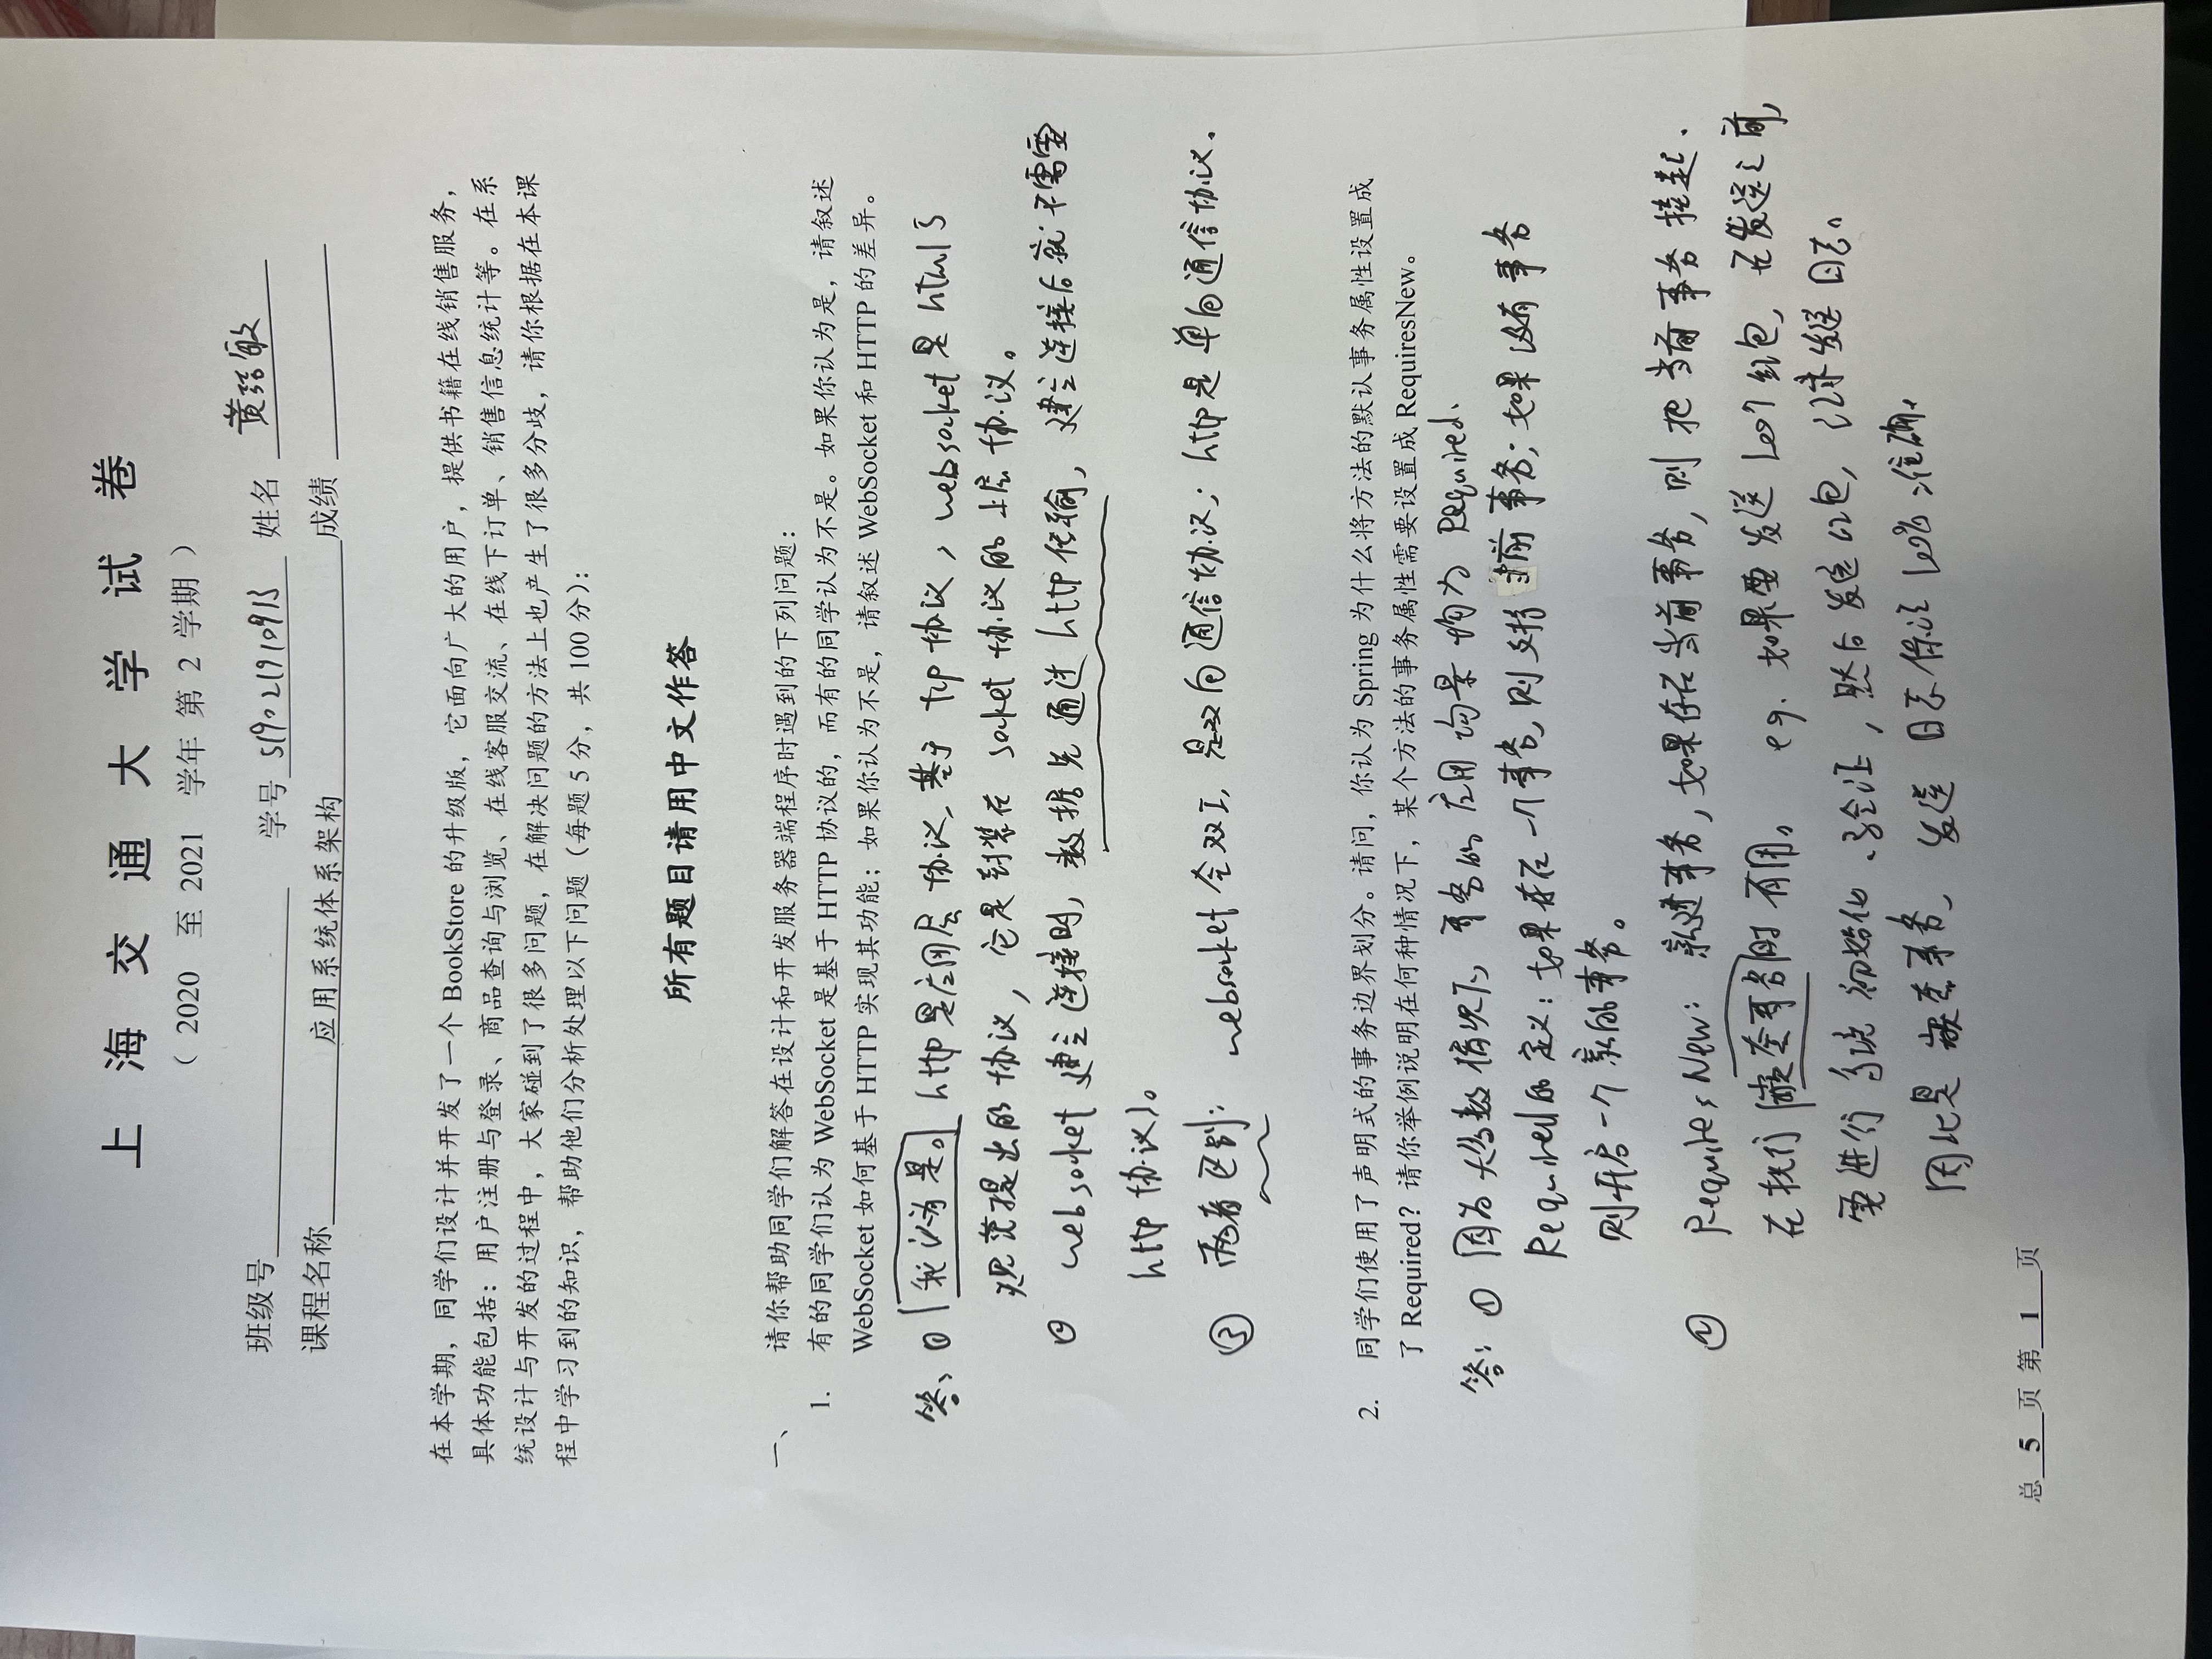 上海交通大学试卷
（ 2020 至 2021 学年 第 2 学期 ）
班级号 学号 519021910913 姓名 黄 敏
课程名称 应用系统体系架构 成绩
在本学期，同学们设计并开发了一个 BookStore 的升级版，它面向广大的用户，提供书籍在线销售服务，
具体功能包括：用户注册与登录、商品查询与浏览、在线客服交流、在线下订单、销售信息统计等。在系
统设计与开发的过程中，大家碰到了很多问题，在解决问题的方法上也产生了很多分歧，请你根据在本课
程中学习到的知识，帮助他们分析处理以下问题（每题 5 分，共 100 分）：
所有题目请用中文作答
一、 请你帮助同学们解答在设计和开发服务器端程序时遇到的下列问题：
1. 有的同学们认为 WebSocket 是基于 HTTP 协议的，而有的同学认为不是。如果你认为是，请叙述
WebSocket 如何基于 HTTP 实现其功能；如果你认为不是，请叙述 WebSocket 和 HTTP 的差异。
答：① 我认为是。 http是应用层协议，基于 tcp 协议，websocket是 html5
规范提出的协议，它是封装在 socket 协议的上层协议。
② websocket 建立连接时，数据先通过 http 传输，建立连接后就不需要
http 协议了。
③ 两者区别： websocket 全双工，是双向通信协议；http是单向通信协议。
2. 同学们使用了声明式的事务边界划分。请问，你认为 Spring 为什么将方法的默认事务属性设置成
了 Required？请你举例说明在何种情况下，某个方法的事务属性需要设置成 RequiresNew。
答：① 因为大多数情况下，事务的应用场景均为 Required.
Required的定义：如果存在一个事务，则支持当前事务；如果没有事务
则开启一个新的事务。
② RequiresNew: 新建事务，如果存在当前事务，则把当前事务挂起.
在执行嵌套事务时有用。 eg. 如果要发送 100个红包，在发送之前，
要进行系统初始化、验证，然后发送红包，记录发送日志。
因此是嵌套事务，发送日志保证 100% 准确.
总 5 页 第 1 页